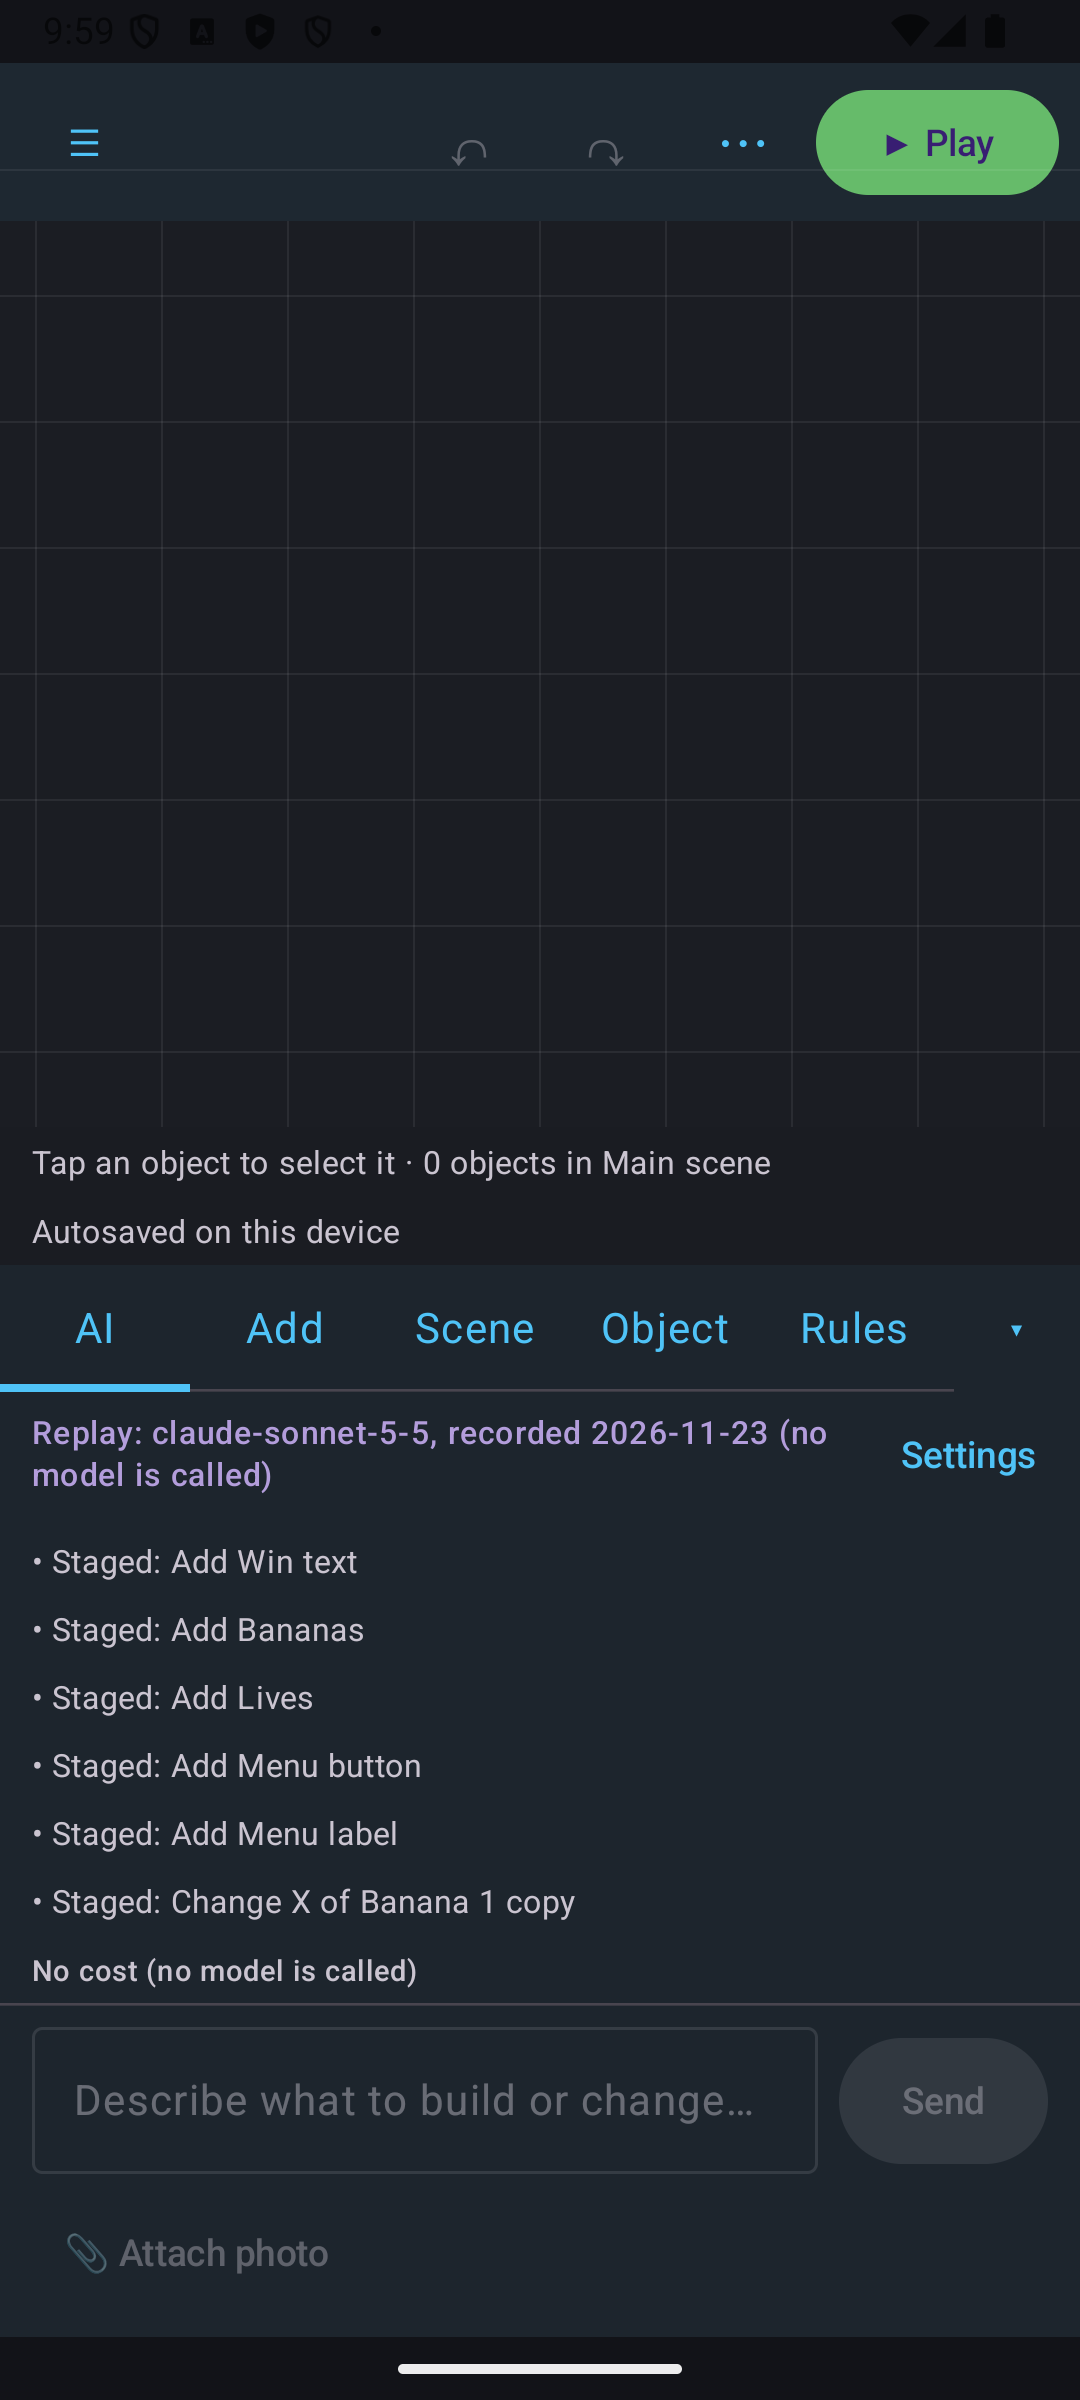 9:59
▶ Play
Tap an object to select it · 0 objects in Main scene
Autosaved on this device
AI Add Scene Object Rules
Replay: claude-sonnet-5-5, recorded 2026-11-23 (no
model is called)
Settings
• Staged: Add Win text
• Staged: Add Bananas
• Staged: Add Lives
• Staged: Add Menu button
• Staged: Add Menu label
• Staged: Change X of Banana 1 copy
No cost (no model is called)
Describe what to build or change…
Send
Attach photo